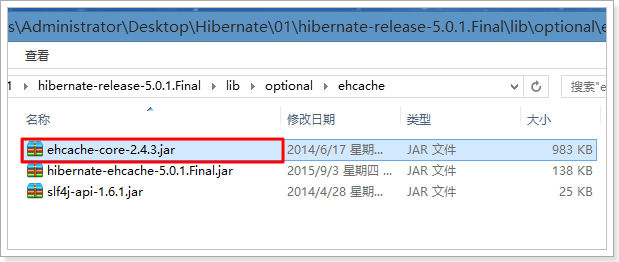 s\Administrator\Desktop\Hibernate\01\hibernate-release-5.0.1.Final\lib\optional\e
查看
1 › hibernate-release-5.0.1.Final › lib › optional › ehcache 搜索"e
名称 修改日期 类型 大小
ehcache-core-2.4.3.jar 2014/6/17 星期... JAR 文件 983 KB
hibernate-ehcache-5.0.1.Final.jar 2015/9/3 星期四 ... JAR 文件 138 KB
slf4j-api-1.6.1.jar 2014/4/28 星期... JAR 文件 25 KB